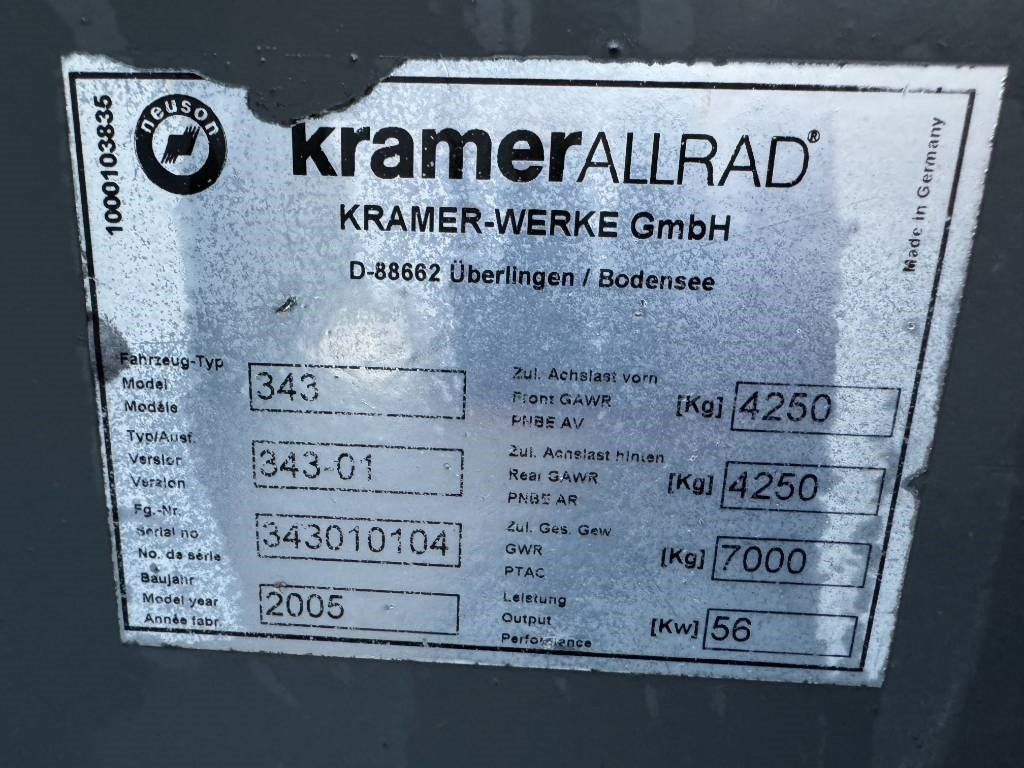 1000103835
neuson
kramerALLRAD®
KRAMER-WERKE GmbH
D-88662 Überlingen / Bodensee
Made in Germany
Fahrzeug-Typ
Model
Modèle
343
Typ/Ausf.
Version
Version
343-01
Fg.-Nr.
Serial no
No. de série
343010104
Baujahr
Model year
Année fabr.
2005
Zul. Achslast vorn
Front GAWR
PNBE AV
[Kg] 4250
Zul. Achslast hinten
Rear GAWR
PNBE AR
[Kg] 4250
Zul. Ges. Gew
GWR
PTAC
[Kg] 7000
Leistung
Output
Performance
[Kw] 56